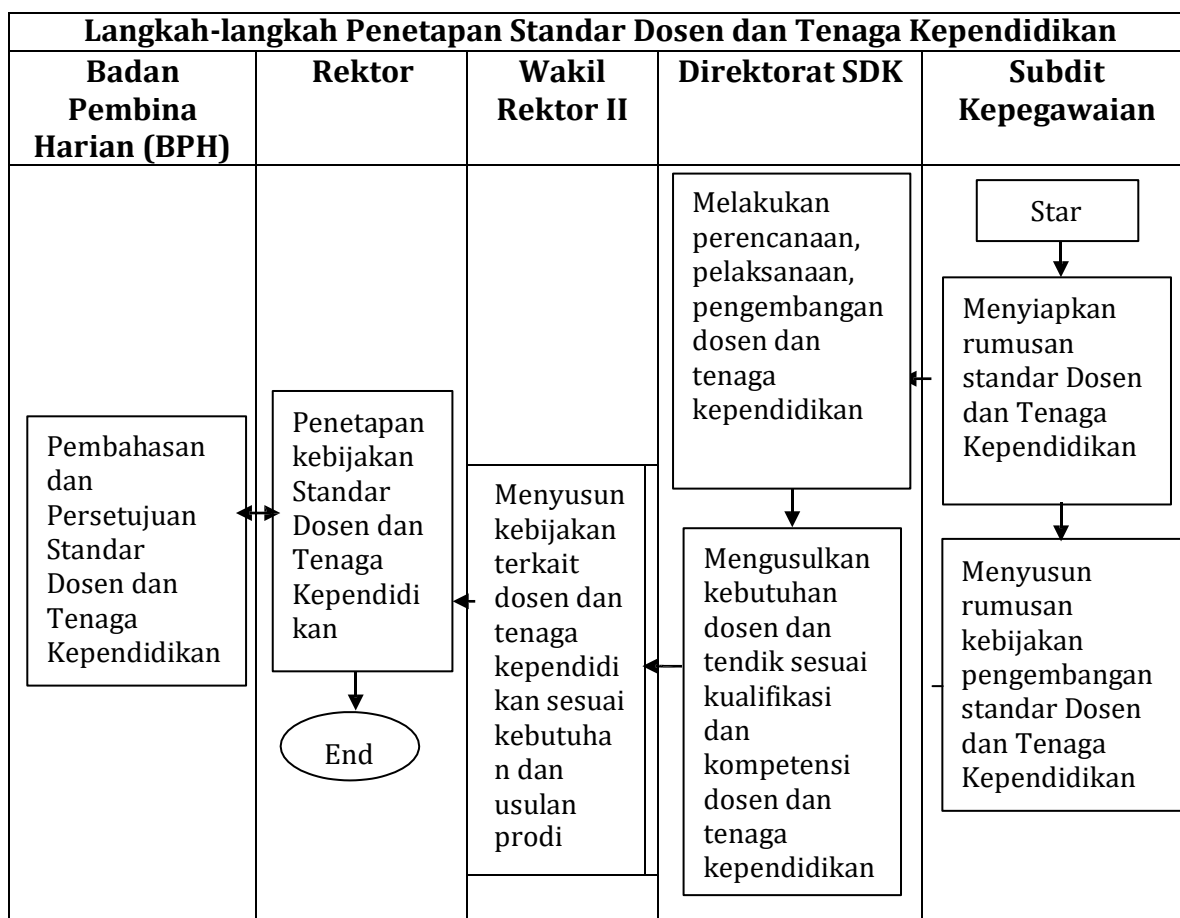 Langkah-langkah Penetapan Standar Dosen dan Tenaga Kependidikan
Badan
Pembina
Harian (BPH)
Rektor
Wakil
Rektor II
Direktorat SDK
Subdit
Kepegawaian
Pembahasan
dan
Persetujuan
Standar
Dosen dan
Tenaga
Kependidikan
Penetapan
kebijakan
Standar
Dosen dan
Tenaga
Kependidi
kan
End
Menyusun
kebijakan
terkait
dosen dan
tenaga
kependidi
kan sesuai
kebutuha
n dan
usulan
prodi
Melakukan
perencanaan,
pelaksanaan,
pengembangan
dosen dan
tenaga
kependidikan
Mengusulkan
kebutuhan
dosen dan
tendik sesuai
kualifikasi
dan
kompetensi
dosen dan
tenaga
kependidikan
Star
Menyiapkan
rumusan
standar Dosen
dan Tenaga
Kependidikan
Menyusun
rumusan
kebijakan
pengembangan
standar Dosen
dan Tenaga
Kependidikan